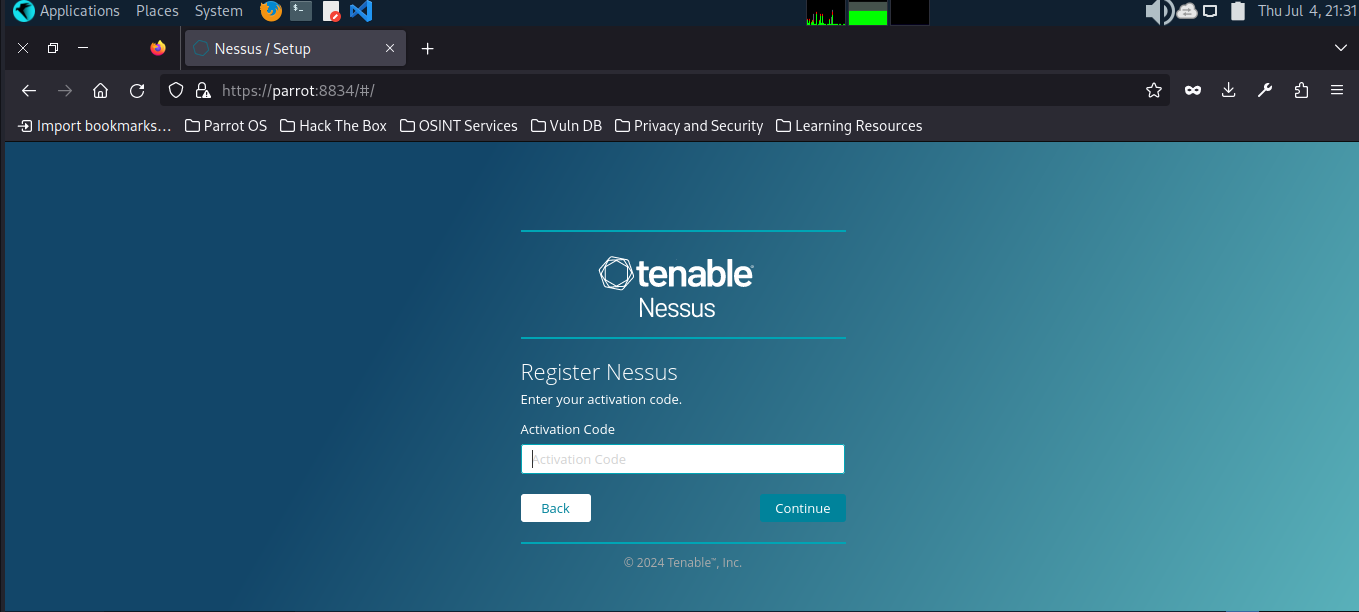 Applications Places System Thu Jul 4, 21:31
Nessus / Setup
https://parrot:8834/#/
Import bookmarks... Parrot OS Hack The Box OSINT Services Vuln DB Privacy and Security Learning Resources
tenable
Nessus
Register Nessus
Enter your activation code.
Activation Code
Activation Code
Back Continue
© 2024 Tenable™, Inc.